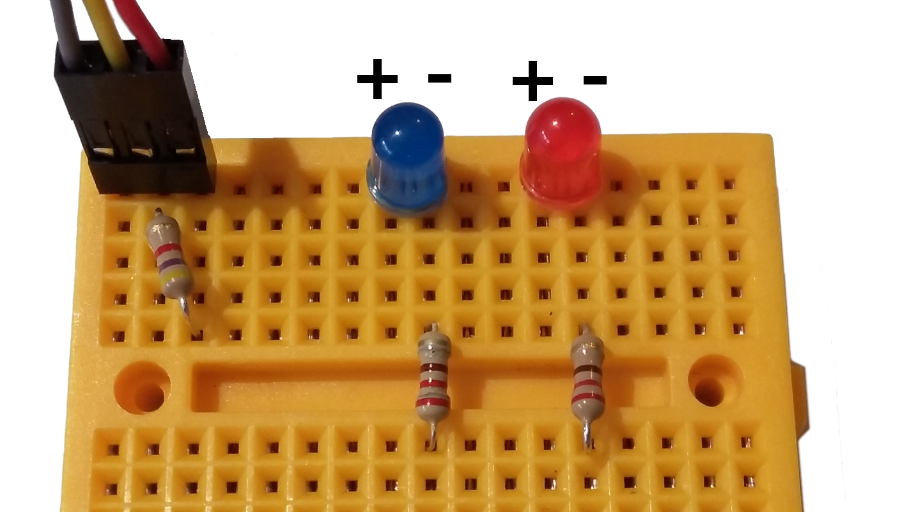 + - + -